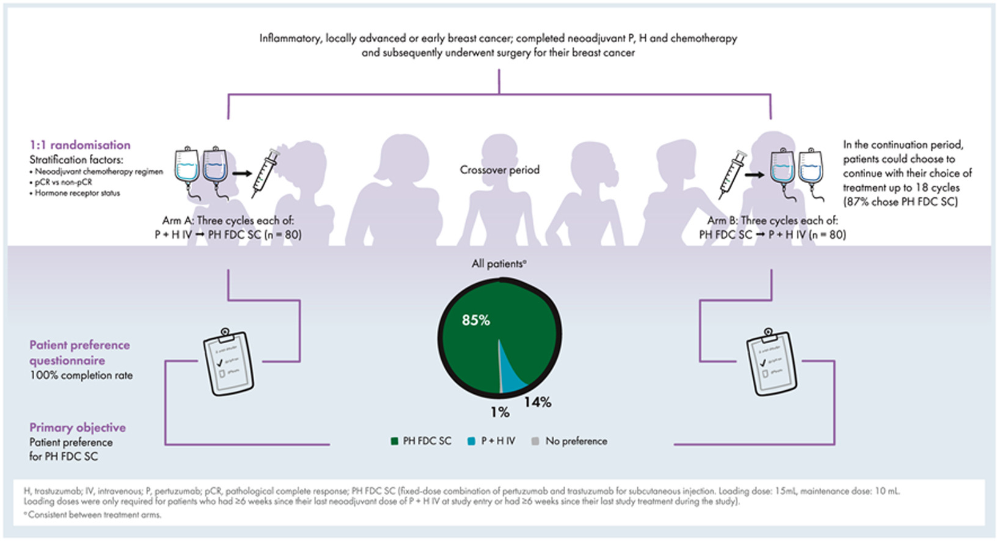 Inflammatory, locally advanced or early breast cancer; completed neoadjuvant P, H and chemotherapy
and subsequently underwent surgery for their breast cancer
1:1 randomisation
Stratification factors:
• Neoadjuvant chemotherapy regimen
• pCR vs non-pCR
• Hormone receptor status
Arm A: Three cycles each of:
P + H IV → PH FDC SC (n = 80)
Crossover period
Arm B: Three cycles each of:
PH FDC SC → P + H IV (n = 80)
In the continuation period,
patients could choose to
continue with their choice of
treatment up to 18 cycles
(87% chose PH FDC SC)
All patientsᵃ
85%
14%
1%
PH FDC SC
P + H IV
No preference
Patient preference
questionnaire
100% completion rate
Primary objective
Patient preference
for PH FDC SC
H, trastuzumab; IV, intravenous; P, pertuzumab; pCR, pathological complete response; PH FDC SC (fixed-dose combination of pertuzumab and trastuzumab for subcutaneous injection. Loading dose: 15mL, maintenance dose: 10 mL.
Loading doses were only required for patients who had ≥6 weeks since their last neoadjuvant dose of P + H IV at study entry or had ≥6 weeks since their last study treatment during the study).
ᵃConsistent between treatment arms.